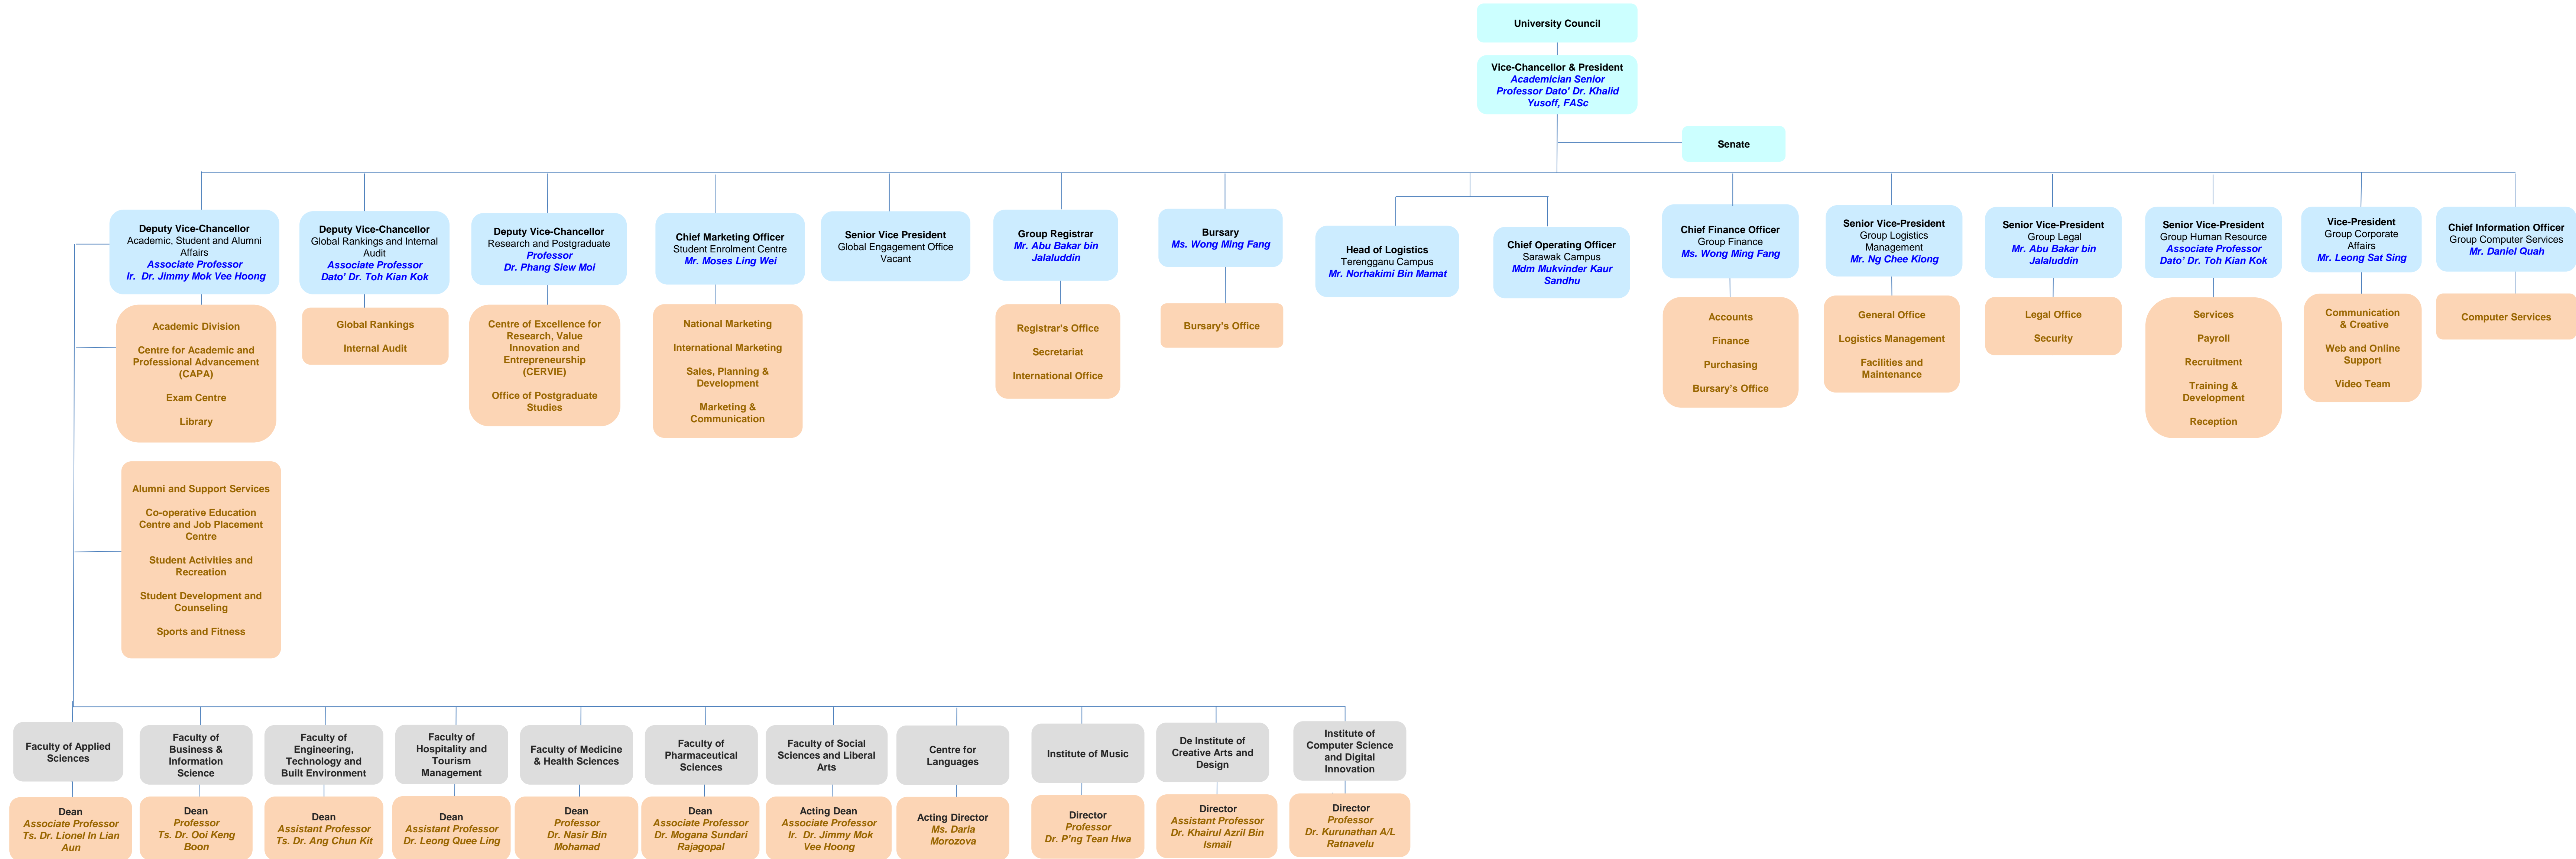 University Council
Vice-Chancellor & President
Academician Senior
Professor Dato' Dr. Khalid
Yusoff, FASc
Senate
Deputy Vice-Chancellor
Academic, Student and Alumni
Affairs
Associate Professor
Ir. Dr. Jimmy Mok Vee Hoong
Deputy Vice-Chancellor
Global Rankings and Internal
Audit
Associate Professor
Dato' Dr. Toh Kian Kok
Deputy Vice-Chancellor
Research and Postgraduate
Professor
Dr. Phang Siew Moi
Chief Marketing Officer
Student Enrolment Centre
Mr. Moses Ling Wei
Senior Vice President
Global Engagement Office
Vacant
Group Registrar
Mr. Abu Bakar bin
Jalaluddin
Bursary
Ms. Wong Ming Fang
Head of Logistics
Terengganu Campus
Mr. Norhakimi Bin Mamat
Chief Operating Officer
Sarawak Campus
Mdm Mukvinder Kaur
Sandhu
Chief Finance Officer
Group Finance
Ms. Wong Ming Fang
Senior Vice-President
Group Logistics
Management
Mr. Ng Chee Kiong
Senior Vice-President
Group Legal
Mr. Abu Bakar bin
Jalaluddin
Senior Vice-President
Group Human Resource
Associate Professor
Dato' Dr. Toh Kian Kok
Vice-President
Group Corporate
Affairs
Mr. Leong Sat Sing
Chief Information Officer
Group Computer Services
Mr. Daniel Quah
Academic Division
Centre for Academic and
Professional Advancement
(CAPA)
Exam Centre
Library
Global Rankings
Internal Audit
Centre of Excellence for
Research, Value
Innovation and
Entrepreneurship
(CERVIE)
Office of Postgraduate
Studies
National Marketing
International Marketing
Sales, Planning &
Development
Marketing &
Communication
Registrar's Office
Secretariat
International Office
Bursary's Office
Accounts
Finance
Purchasing
Bursary's Office
General Office
Logistics Management
Facilities and
Maintenance
Legal Office
Security
Services
Payroll
Recruitment
Training &
Development
Reception
Communication
& Creative
Web and Online
Support
Video Team
Computer Services
Alumni and Support Services
Co-operative Education
Centre and Job Placement
Centre
Student Activities and
Recreation
Student Development and
Counseling
Sports and Fitness
Faculty of Applied
Sciences
Faculty of
Business &
Information
Science
Faculty of
Engineering,
Technology and
Built Environment
Faculty of
Hospitality and
Tourism
Management
Faculty of Medicine
& Health Sciences
Faculty of
Pharmaceutical
Sciences
Faculty of Social
Sciences and Liberal
Arts
Centre for
Languages
Institute of Music
De Institute of
Creative Arts and
Design
Institute of
Computer Science
and Digital
Innovation
Dean
Associate Professor
Ts. Dr. Lionel In Lian
Aun
Dean
Professor
Ts. Dr. Ooi Keng
Boon
Dean
Assistant Professor
Ts. Dr. Ang Chun Kit
Dean
Assistant Professor
Dr. Leong Quee Ling
Dean
Professor
Dr. Nasir Bin
Mohamad
Dean
Associate Professor
Dr. Mogana Sundari
Rajagopal
Acting Dean
Associate Professor
Ir. Dr. Jimmy Mok
Vee Hoong
Acting Director
Ms. Daria
Morozova
Director
Professor
Dr. P'ng Tean Hwa
Director
Assistant Professor
Dr. Khairul Azril Bin
Ismail
Director
Professor
Dr. Kurunathan A/L
Ratnavelu